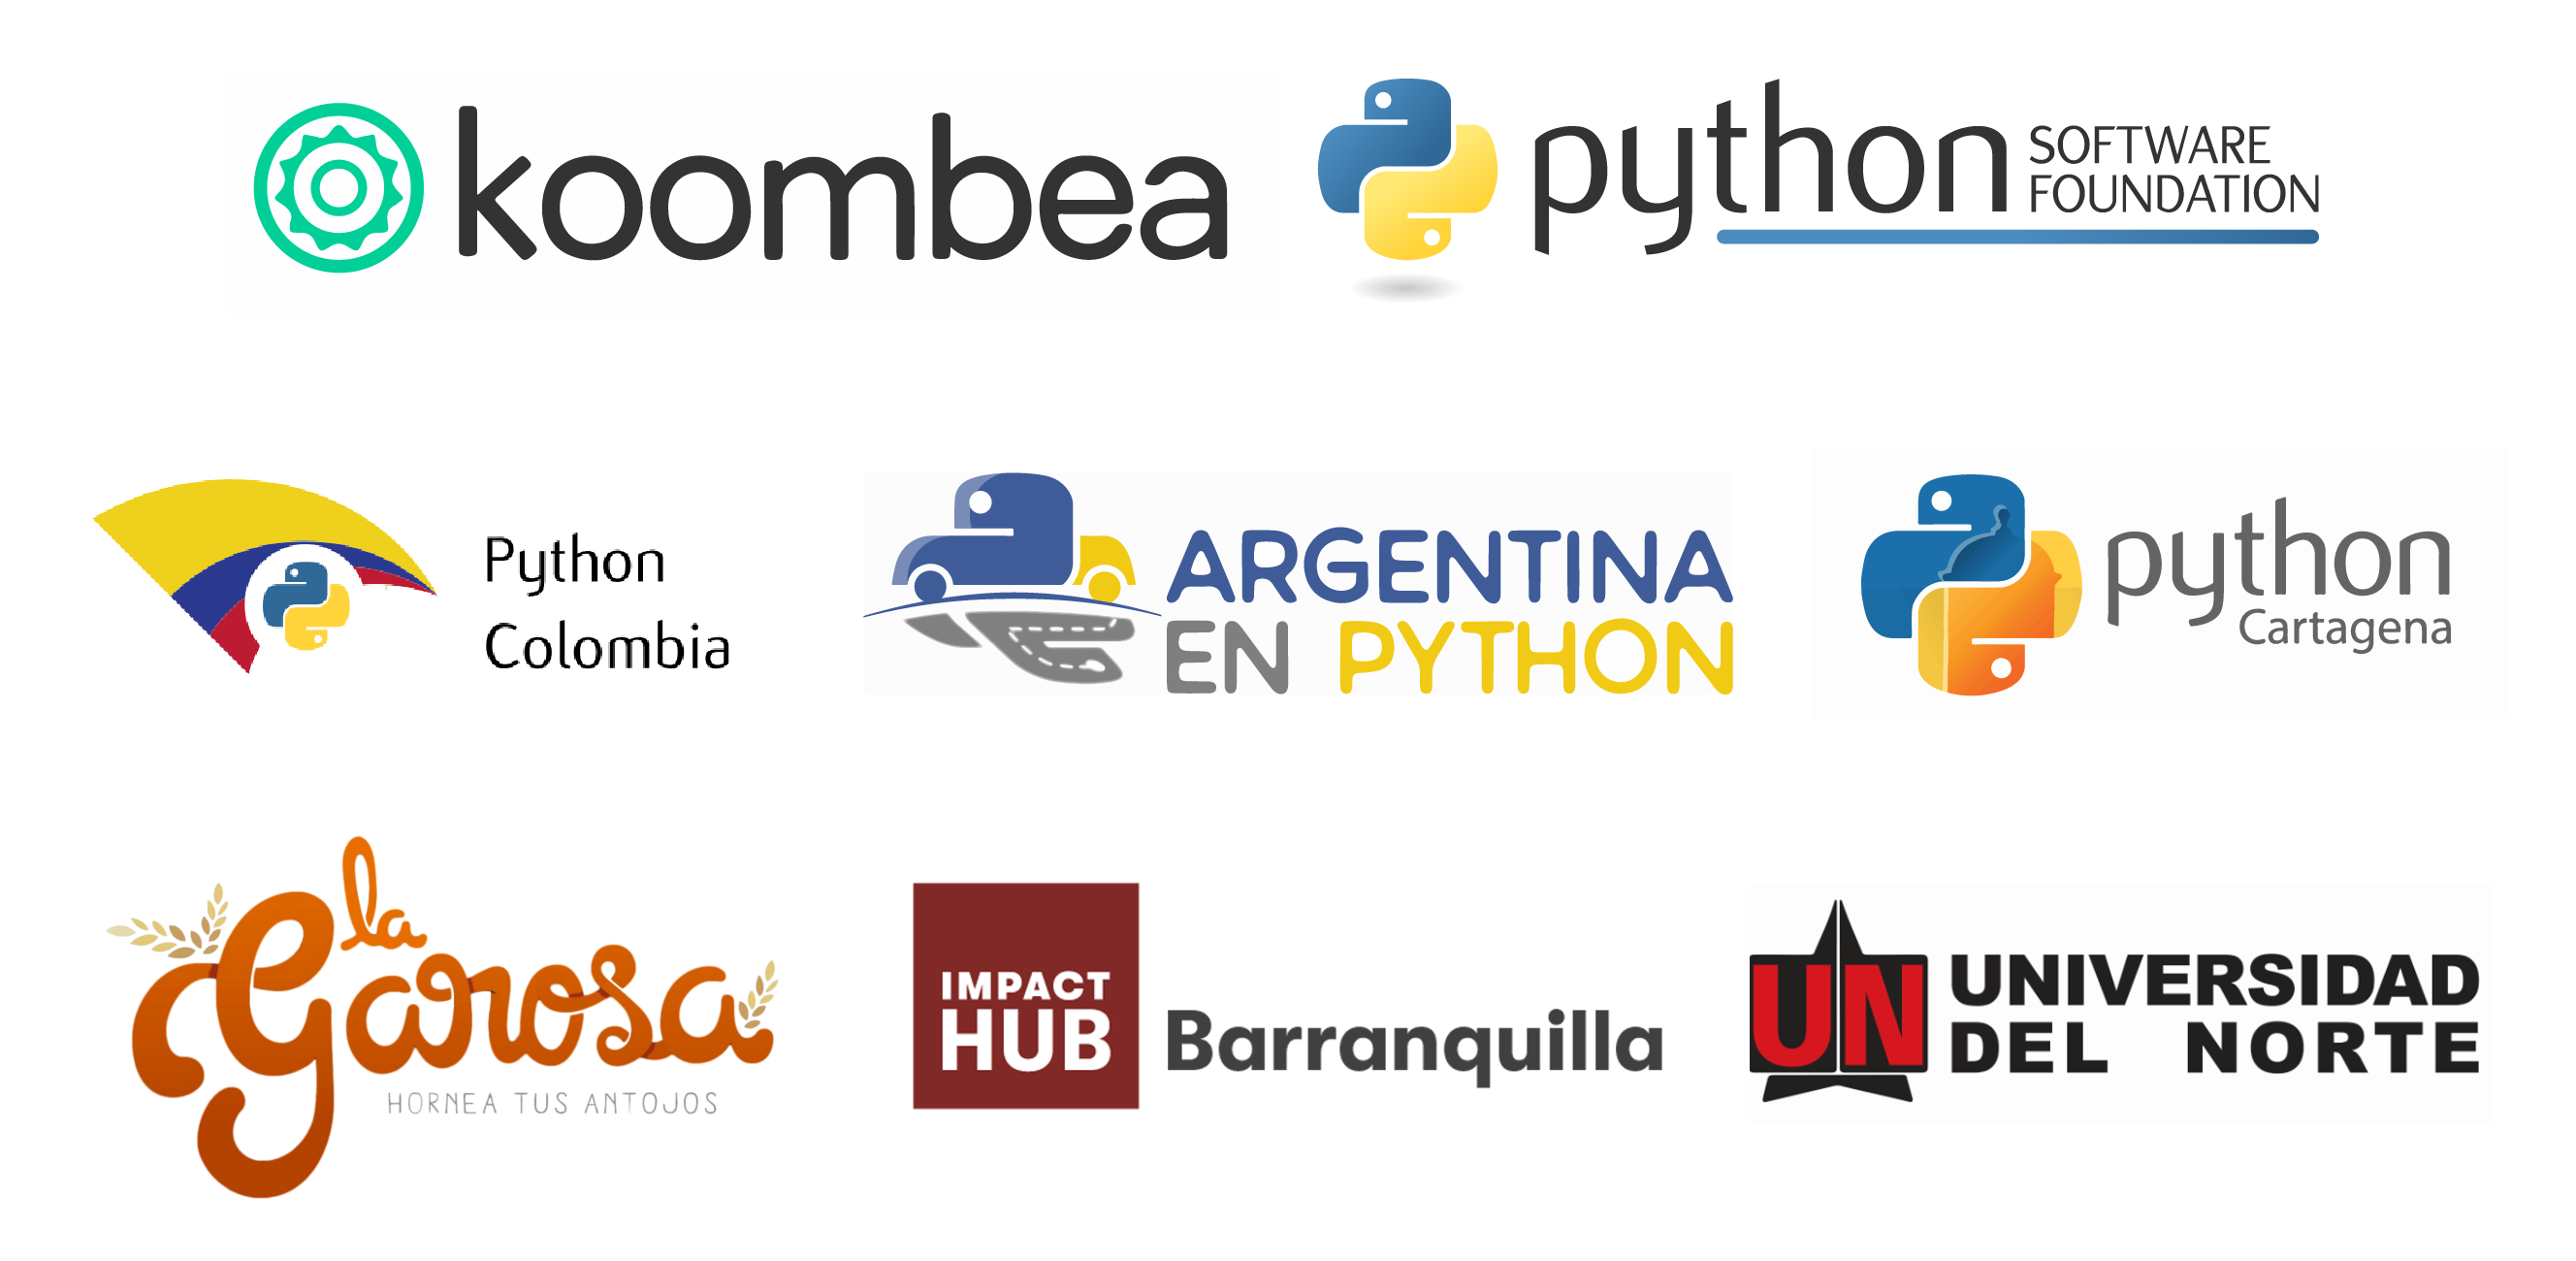 koombea
python
SOFTWARE
FOUNDATION
Python
Colombia
ARGENTINA
EN PYTHON
python
Cartagena
la
Garosa
HORNEA TUS ANTOJOS
IMPACT
HUB
Barranquilla
UN
UNIVERSIDAD
DEL NORTE